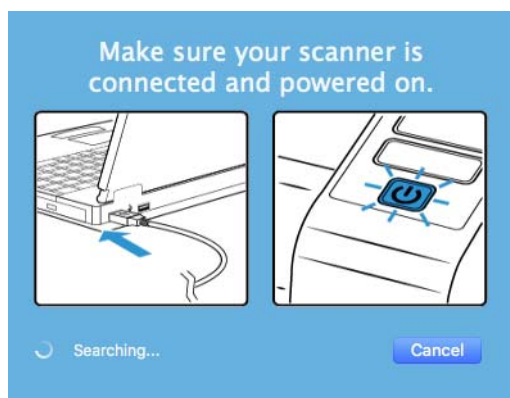 Make sure your scanner is
connected and powered on.
Searching...
Cancel